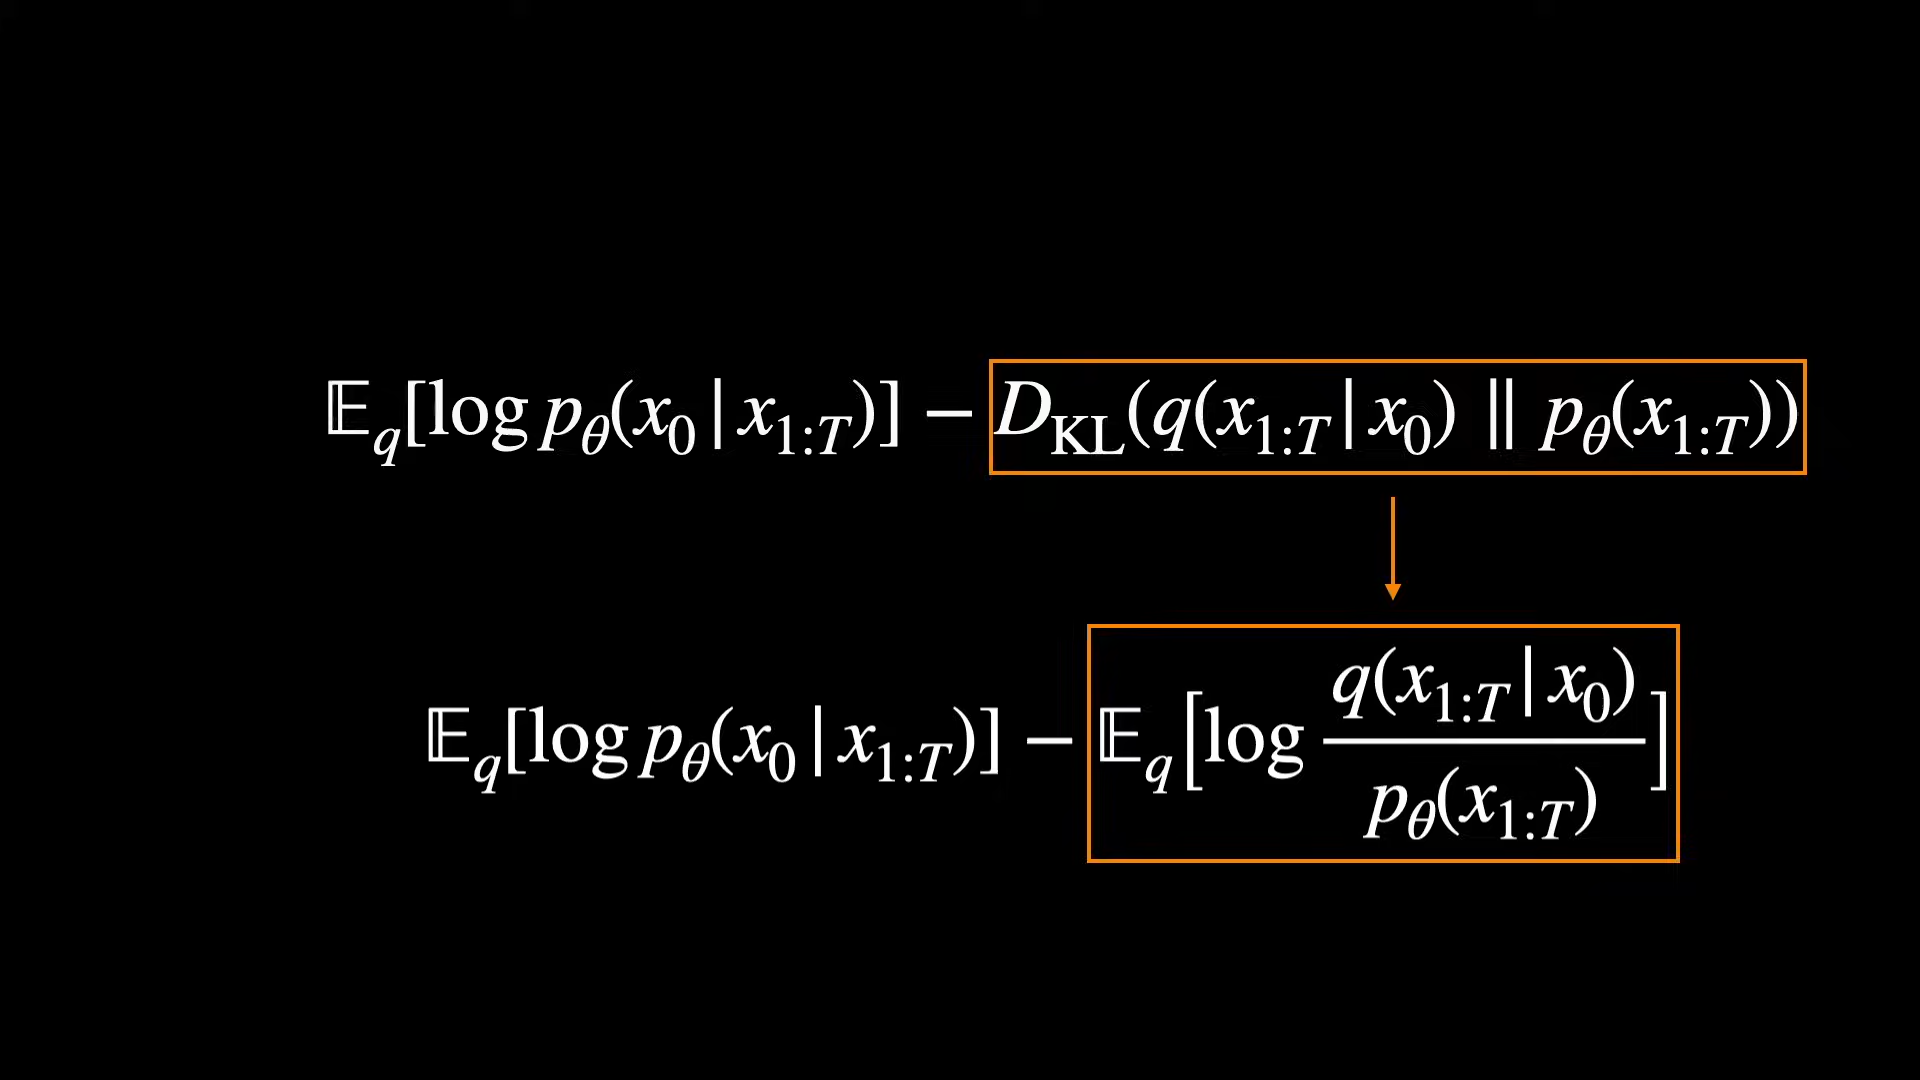 𝔼_q[log p_θ(x_0 | x_{1:T})] − D_KL(q(x_{1:T} | x_0) ∥ p_θ(x_{1:T}))
𝔼_q[log p_θ(x_0 | x_{1:T})] − 𝔼_q[log \frac{q(x_{1:T} | x_0)}{p_θ(x_{1:T})}]